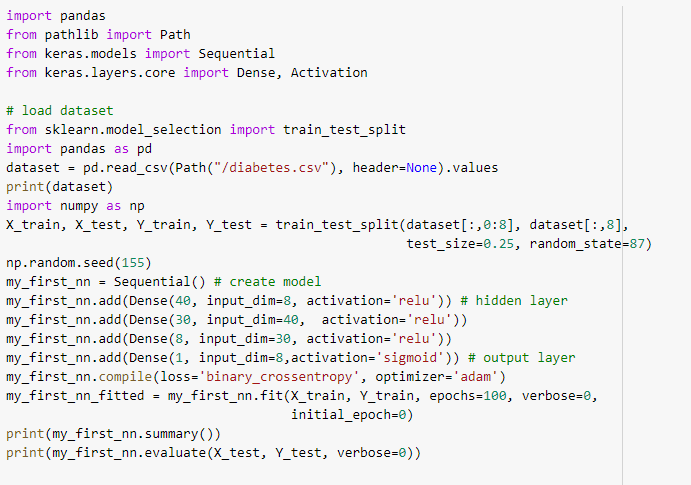 import pandas
from pathlib import Path
from keras.models import Sequential
from keras.layers.core import Dense, Activation
# load dataset
from sklearn.model_selection import train_test_split
import pandas as pd
dataset = pd.read_csv(Path("/diabetes.csv"), header=None).values
print(dataset)
import numpy as np
X_train, X_test, Y_train, Y_test = train_test_split(dataset[:,0:8], dataset[:,8],
test_size=0.25, random_state=87)
np.random.seed(155)
my_first_nn = Sequential() # create model
my_first_nn.add(Dense(40, input_dim=8, activation='relu')) # hidden layer
my_first_nn.add(Dense(30, input_dim=40,  activation='relu'))
my_first_nn.add(Dense(8, input_dim=30, activation='relu'))
my_first_nn.add(Dense(1, input_dim=8,activation='sigmoid')) # output layer
my_first_nn.compile(loss='binary_crossentropy', optimizer='adam')
my_first_nn_fitted = my_first_nn.fit(X_train, Y_train, epochs=100, verbose=0,
initial_epoch=0)
print(my_first_nn.summary())
print(my_first_nn.evaluate(X_test, Y_test, verbose=0))